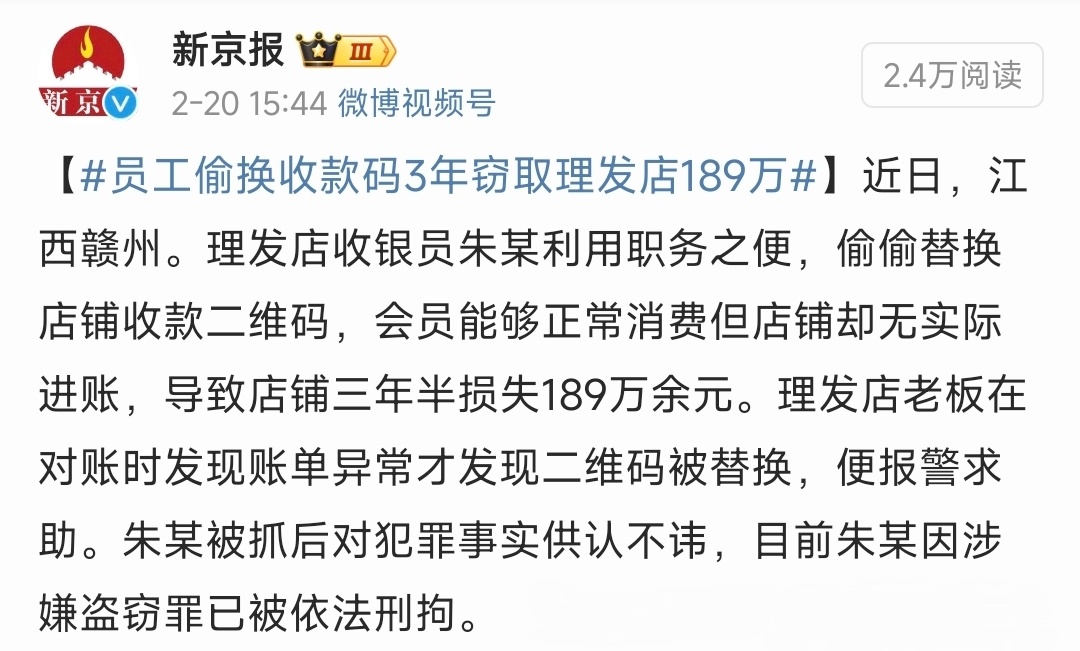 新京报 III
新京
2-20 15:44 微博视频号
2.4万阅读
【#员工偷换收款码3年窃取理发店189万#】近日，江
西赣州。理发店收银员朱某利用职务之便，偷偷替换
店铺收款二维码，会员能够正常消费但店铺却无实际
进账，导致店铺三年半损失189万余元。理发店老板在
对账时发现账单异常才发现二维码被替换，便报警求
助。朱某被抓后对犯罪事实供认不讳，目前朱某因涉
嫌盗窃罪已被依法刑拘。